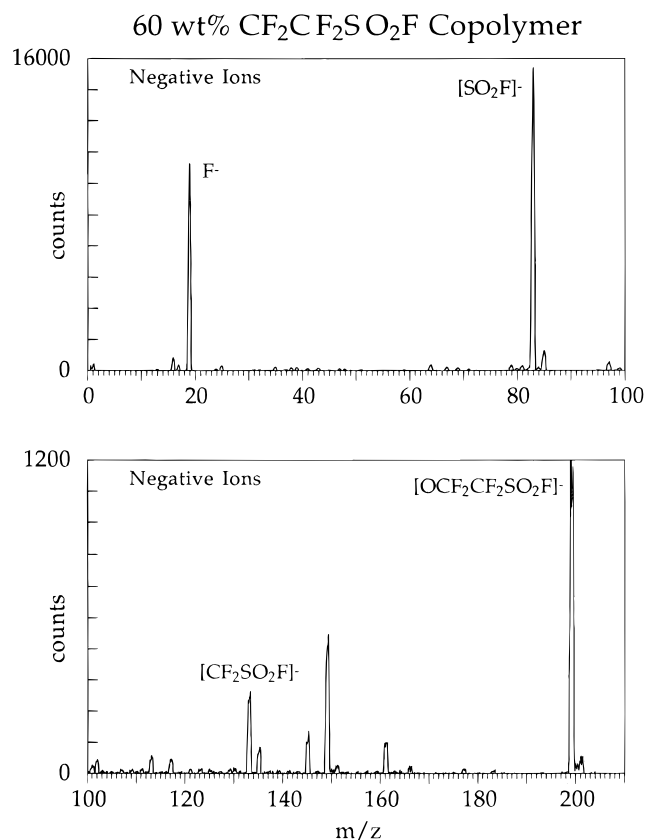 60 wt% CF₂CF₂SO₂F Copolymer
16000
Negative Ions
[SO₂F]-
F-
counts
0
0 20 40 60 80 100
1200
Negative Ions
[OCF₂CF₂SO₂F]-
counts
[CF₂SO₂F]-
0
100 120 140 160 180 200
m/z